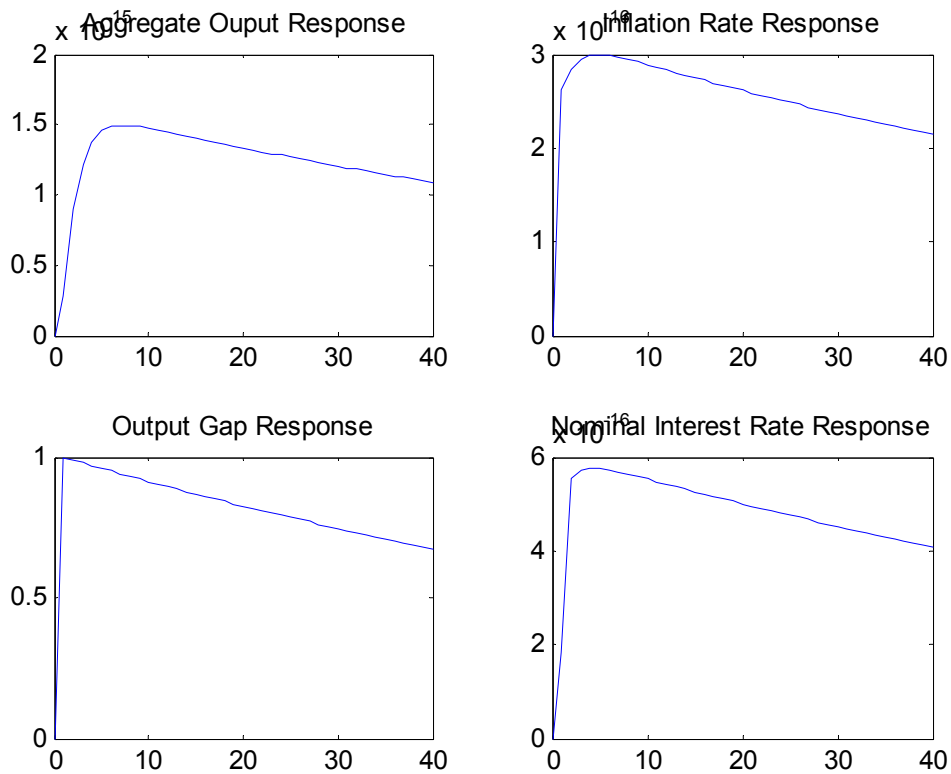 x 10
-15
Aggregate Ouput Response
2
1.5
1
0.5
0
0 10 20 30 40
x 10
-16
Inflation Rate Response
3
2
1
0
0 10 20 30 40
Output Gap Response
1
0.5
0
0 10 20 30 40
x 10
-16
Nominal Interest Rate Response
6
4
2
0
0 10 20 30 40